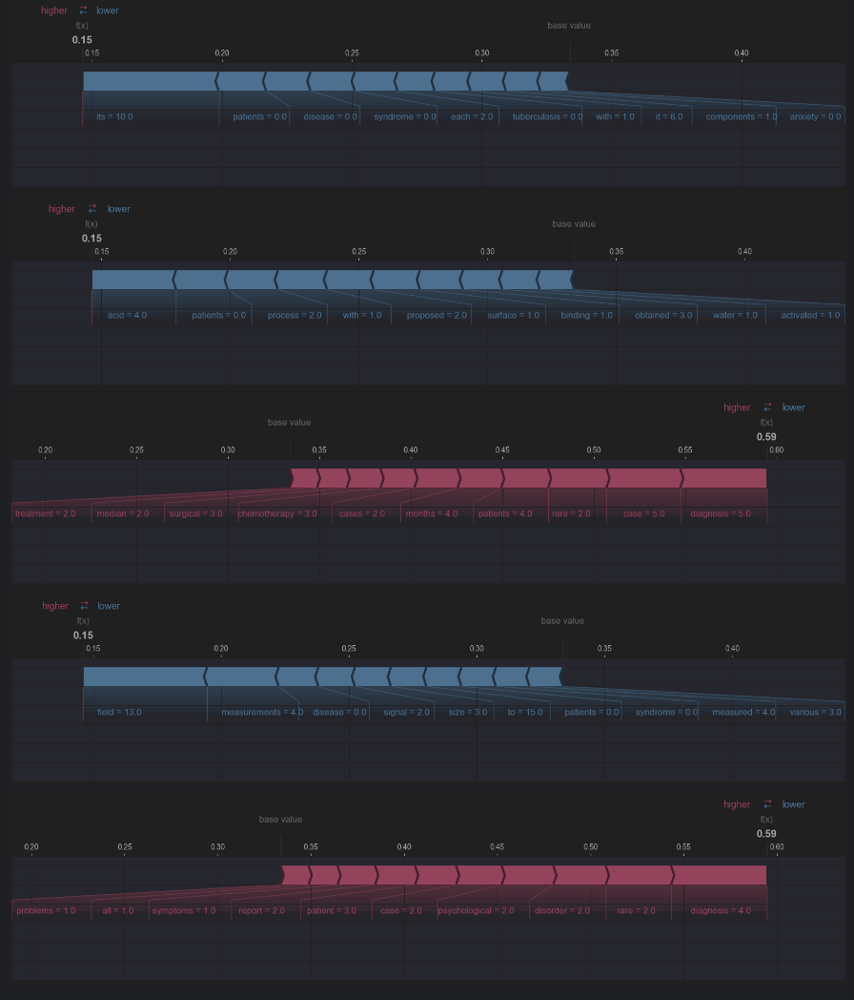 higher ⇄ lower
f(x) base value
0.15
0.15 0.20 0.25 0.30 0.35 0.40
its = 10.0 patients = 0.0 disease = 0.0 syndrome = 0.0 each = 2.0 tuberculosis = 0.0 with = 1.0 it = 6.0 components = 1.0 anxiety = 0.0
higher ⇄ lower
f(x) base value
0.15
0.15 0.20 0.25 0.30 0.35 0.40
acid = 4.0 patients = 0.0 process = 2.0 with = 1.0 proposed = 2.0 surface = 1.0 binding = 1.0 obtained = 3.0 water = 1.0 activated = 1.0
higher ⇄ lower
base value f(x)
0.59
0.20 0.25 0.30 0.35 0.40 0.45 0.50 0.55 0.60
treatment = 2.0 median = 2.0 surgical = 3.0 chemotherapy = 3.0 cases = 2.0 months = 4.0 patients = 4.0 rare = 2.0 case = 5.0 diagnosis = 5.0
higher ⇄ lower
f(x) base value
0.15
0.15 0.20 0.25 0.30 0.35 0.40
field = 13.0 measurements = 4.0 disease = 0.0 signal = 2.0 size = 3.0 to = 15.0 patients = 0.0 syndrome = 0.0 measured = 4.0 various = 3.0
higher ⇄ lower
base value f(x)
0.59
0.20 0.25 0.30 0.35 0.40 0.45 0.50 0.55 0.60
problems = 1.0 all = 1.0 symptoms = 1.0 report = 2.0 patient = 3.0 case = 2.0 psychological = 2.0 disorder = 2.0 rare = 2.0 diagnosis = 4.0